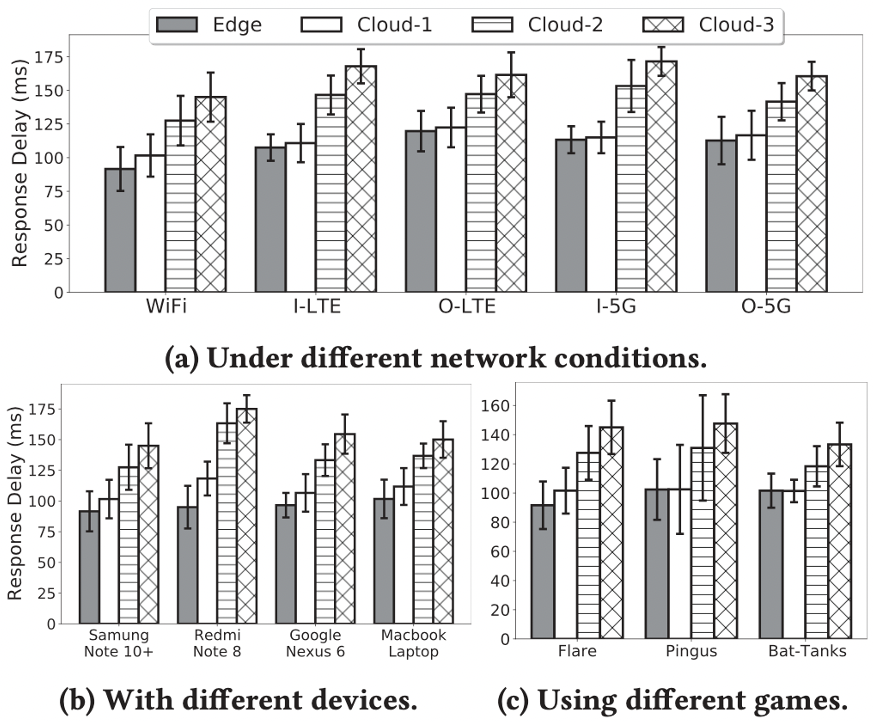 Edge Cloud-1 Cloud-2 Cloud-3
Response Delay (ms)
175
150
125
100
75
50
25
0
WiFi I-LTE O-LTE I-5G O-5G
(a) Under different network conditions.
Response Delay (ms)
175
150
125
100
75
50
25
0
Samung Redmi Google Macbook
Note 10+ Note 8 Nexus 6 Laptop
(b) With different devices.
160
140
120
100
80
60
40
20
0
Flare Pingus Bat-Tanks
(c) Using different games.